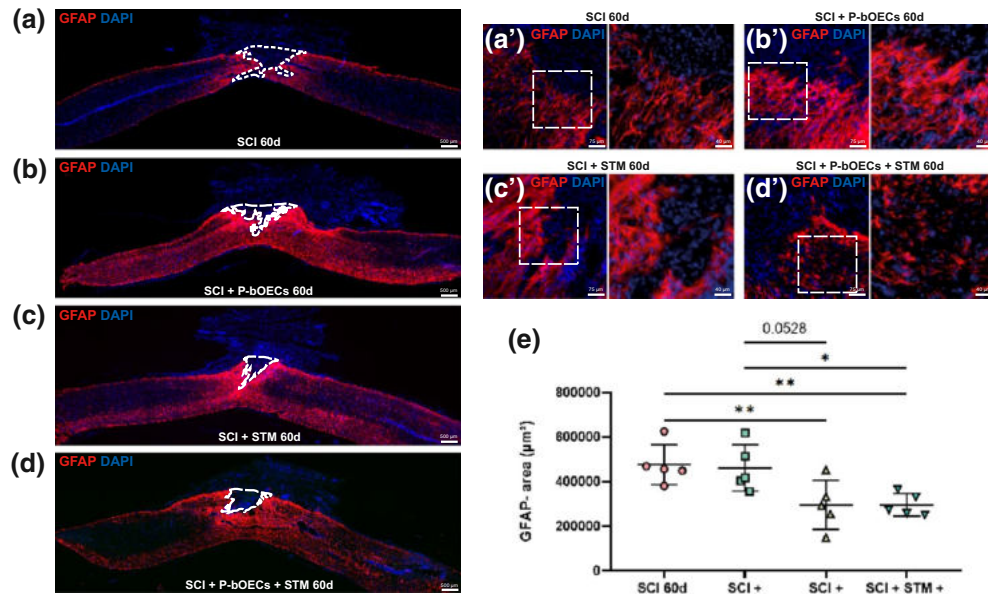 (a)
GFAP DAPI
SCI 60d
500 µm
(b)
GFAP DAPI
SCI + P-bOECs 60d
500 µm
(c)
GFAP DAPI
SCI + STM 60d
500 µm
(d)
GFAP DAPI
SCI + P-bOECs + STM 60d
500 µm
SCI 60d
(a')
GFAP DAPI
75 µm
40 µm
SCI + P-bOECs 60d
(b')
GFAP DAPI
75 µm
40 µm
SCI + STM 60d
(c')
GFAP DAPI
75 µm
40 µm
SCI + P-bOECs + STM 60d
(d')
GFAP DAPI
75 µm
40 µm
(e)
0.0528
*
**
**
GFAP- area (µm²)
800000
600000
400000
200000
0
SCI 60d
SCI +
SCI +
SCI + STM +